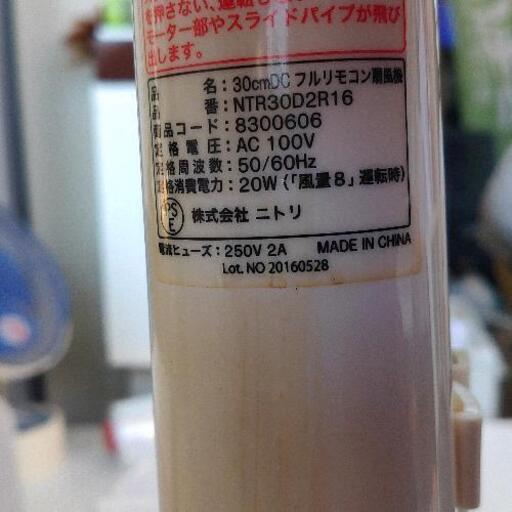 を押さない、運転し
モーター部やスライドパイプが飛び
出します。
品 名：30cmDC フルリモコン扇風機
品 番：NTR30D2R16
商品コード：8300606
定格電圧：AC 100V
定格周波数：50/60Hz
定格消費電力：20W（「風量8」運転時）
PSE 株式会社 ニトリ
電流ヒューズ：250V 2A MADE IN CHINA
Lot. NO 20160528